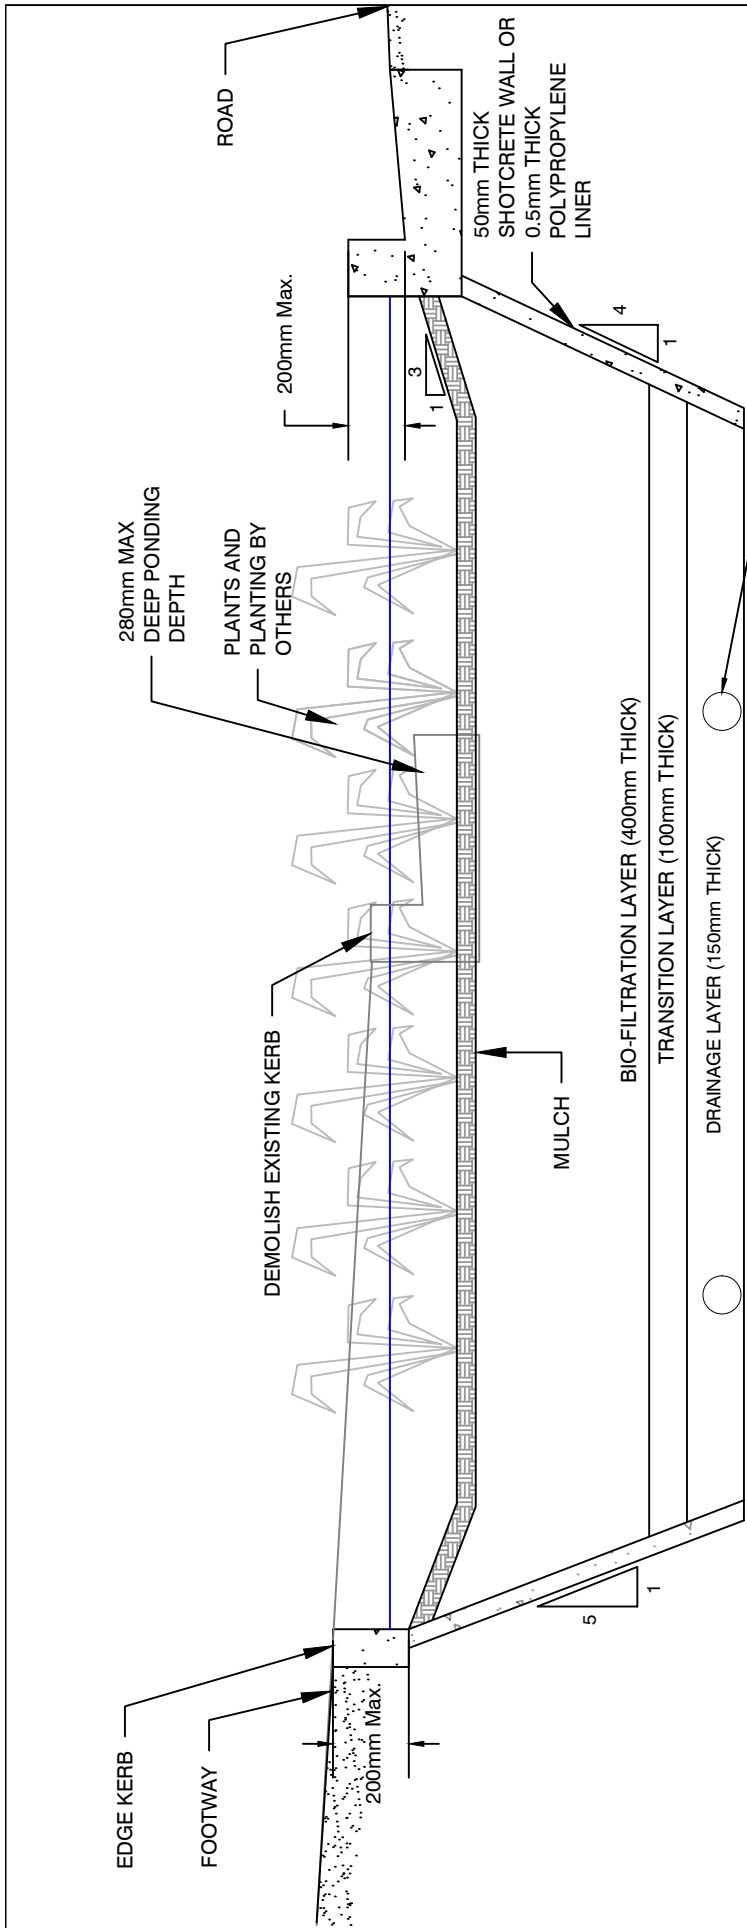 EDGE KERB
FOOTWAY
200mm Max.
5
1
DEMOLISH EXISTING KERB
MULCH
280mm MAX
DEEP PONDING
DEPTH
PLANTS AND
PLANTING BY
OTHERS
BIO-FILTRATION LAYER (400mm THICK)
TRANSITION LAYER (100mm THICK)
DRAINAGE LAYER (150mm THICK)
200mm Max.
3
1
ROAD
50mm THICK
SHOTCRETE WALL OR
0.5mm THICK
POLYPROPYLENE
LINER
4
1